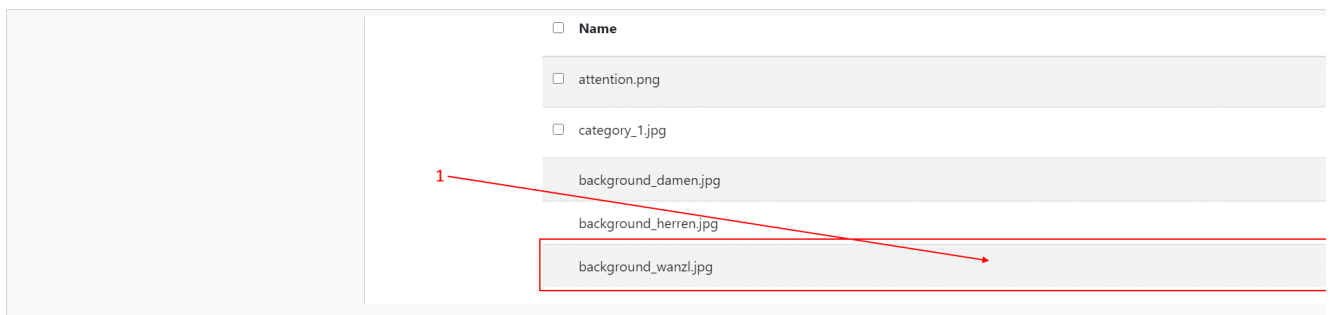 Name
attention.png
category_1.jpg
1
background_damen.jpg
background_herren.jpg
background_wanzl.jpg